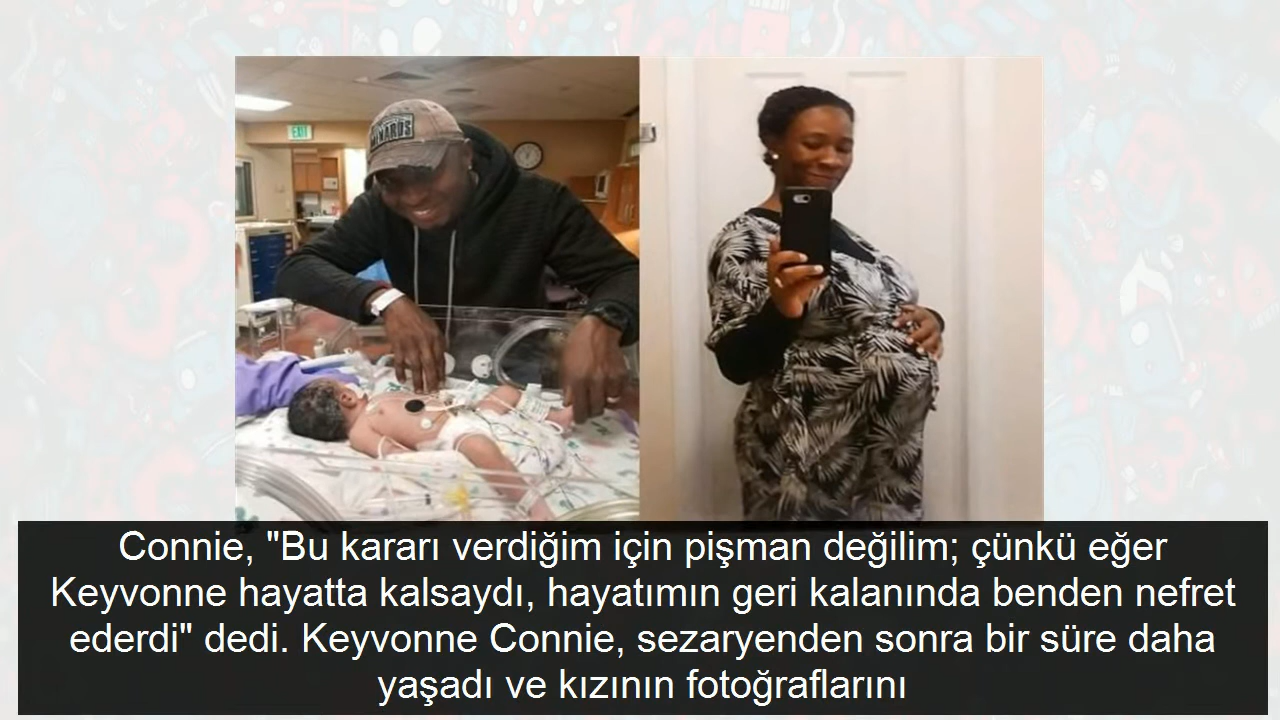 EXIT
Connie, "Bu kararı verdiğim için pişman değilim; çünkü eğer
Keyvonne hayatta kalsaydı, hayatımın geri kalanında benden nefret
ederdi" dedi. Keyvonne Connie, sezaryenden sonra bir süre daha
yaşadı ve kızının fotoğraflarını